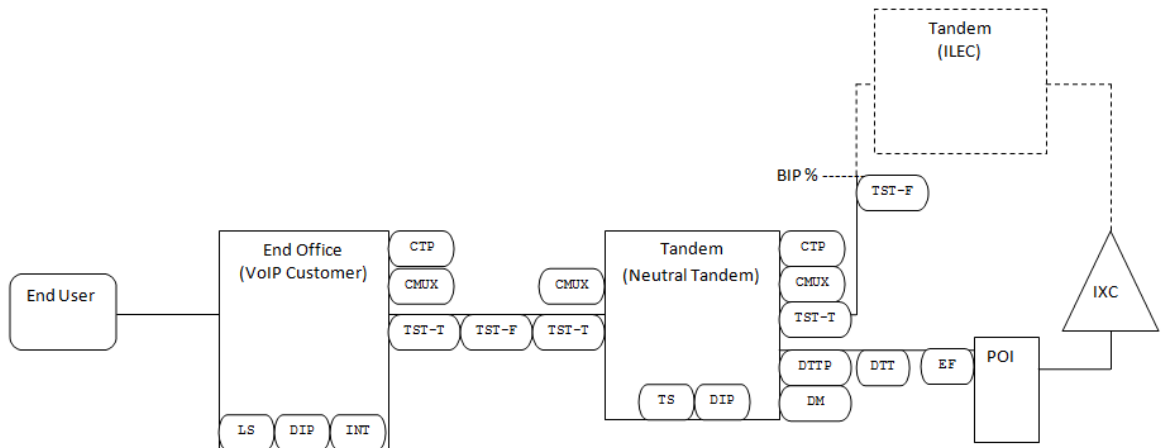 Tandem
(ILEC)
BIP %
TST-F
End Office
(VoIP Customer)
CTP
CMUX
CMUX
Tandem
(Neutral Tandem)
CTP
CMUX
TST-T
End User
TST-T
TST-F
TST-T
IXC
DTTP
DTT
EF
POI
DM
TS
DIP
LS
DIP
INT